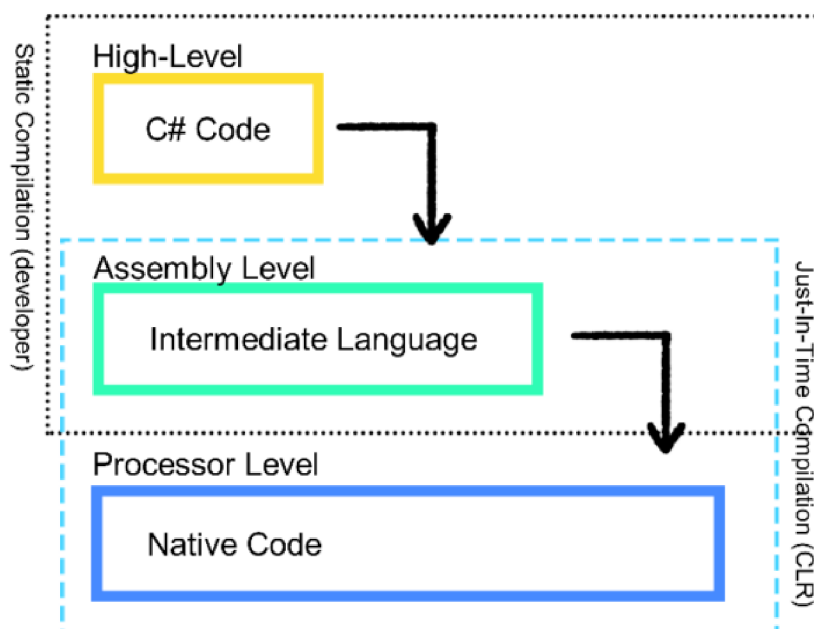 High-Level
C# Code
Static Compilation (developer)
Assembly Level
Intermediate Language
Just-In-Time Compilation (CLR)
Processor Level
Native Code